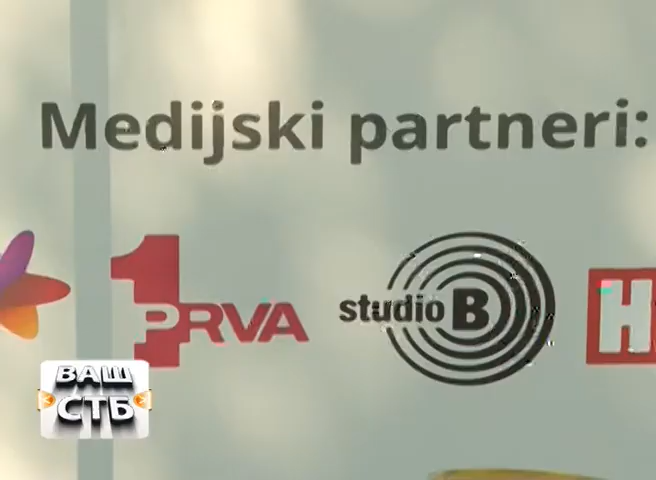 Medijski partneri:
1
PRVA
studio B
H
ВАШ
СТБ